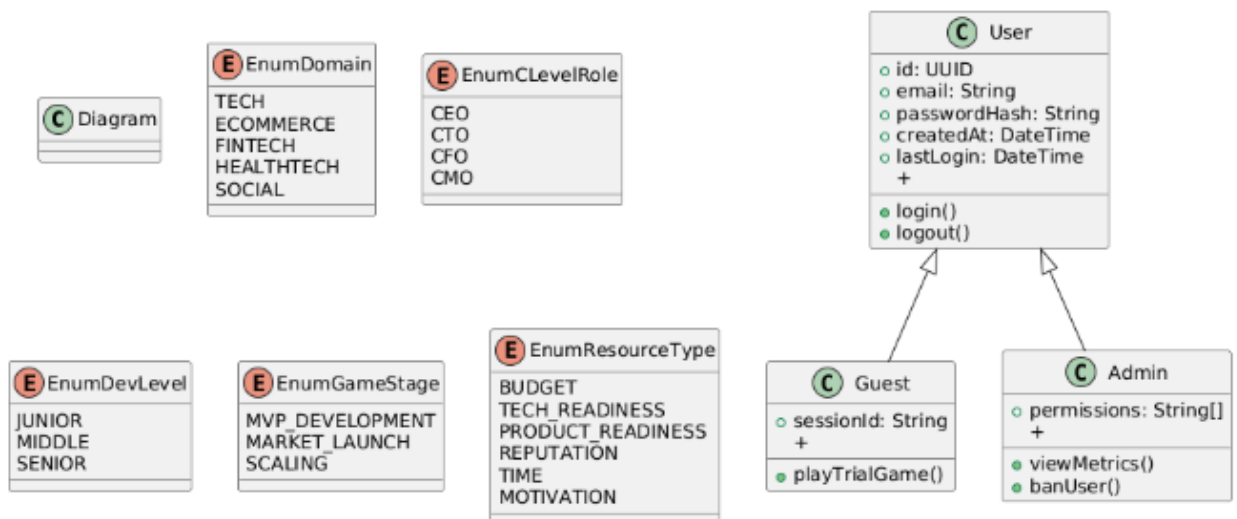 C Diagram
E EnumDomain
TECH
ECOMMERCE
FINTECH
HEALTHTECH
SOCIAL
E EnumCLevelRole
CEO
CTO
CFO
CMO
C User
id: UUID
email: String
passwordHash: String
createdAt: DateTime
lastLogin: DateTime
+
login()
logout()
E EnumDevLevel
JUNIOR
MIDDLE
SENIOR
E EnumGameStage
MVP_DEVELOPMENT
MARKET_LAUNCH
SCALING
E EnumResourceType
BUDGET
TECH_READINESS
PRODUCT_READINESS
REPUTATION
TIME
MOTIVATION
C Guest
sessionId: String
+
playTrialGame()
C Admin
permissions: String[]
+
viewMetrics()
banUser()